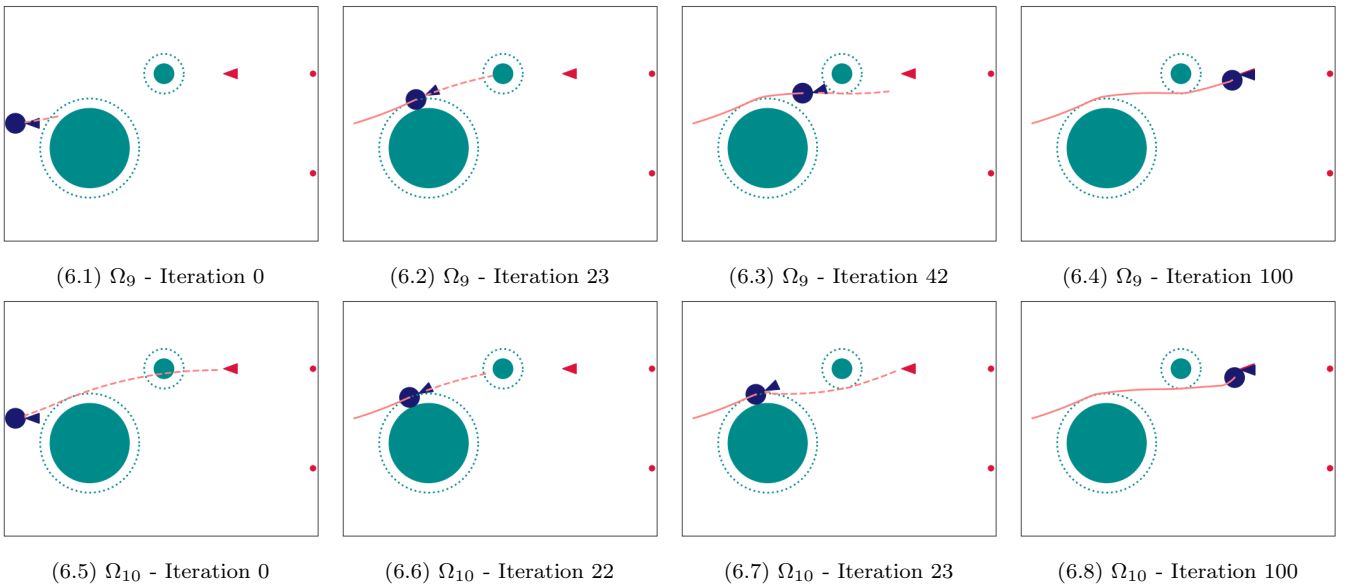 (6.1) Ω₉ - Iteration 0
(6.2) Ω₉ - Iteration 23
(6.3) Ω₉ - Iteration 42
(6.4) Ω₉ - Iteration 100
(6.5) Ω₁₀ - Iteration 0
(6.6) Ω₁₀ - Iteration 22
(6.7) Ω₁₀ - Iteration 23
(6.8) Ω₁₀ - Iteration 100